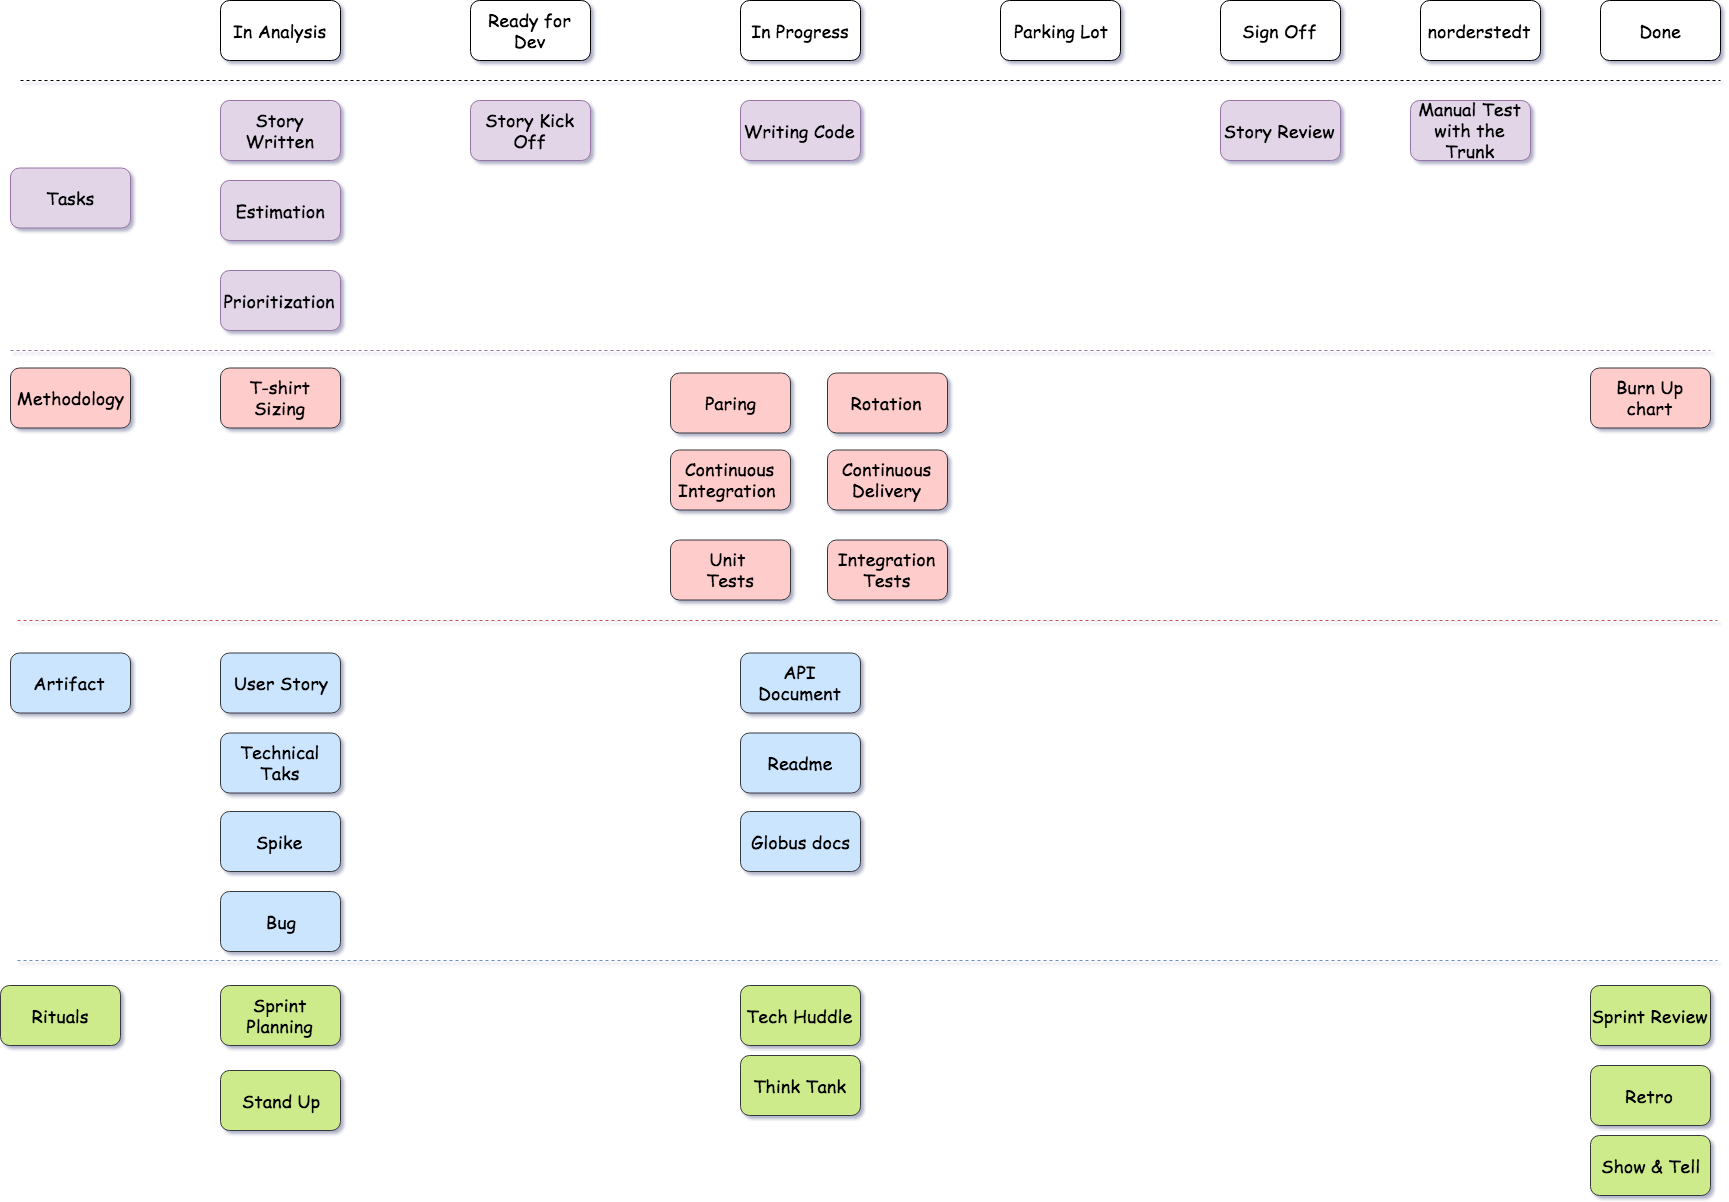 In Analysis
Ready for
Dev
In Progress
Parking Lot
Sign Off
norderstedt
Done
Tasks
Story
Written
Story Kick
Off
Writing Code
Story Review
Manual Test
with the
Trunk
Estimation
Prioritization
Methodology
T-shirt
Sizing
Paring
Rotation
Burn Up
chart
Continuous
Integration
Continuous
Delivery
Unit
Tests
Integration
Tests
Artifact
User Story
API
Document
Technical
Taks
Readme
Spike
Globus docs
Bug
Rituals
Sprint
Planning
Tech Huddle
Sprint Review
Stand Up
Think Tank
Retro
Show & Tell